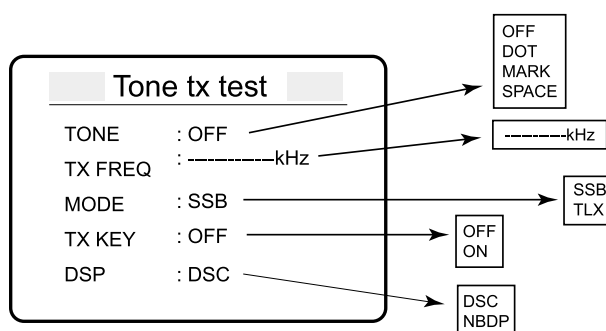 Tone tx test
TONE : OFF
TX FREQ : ------------kHz
MODE : SSB
TX KEY : OFF
DSP : DSC
OFF
DOT
MARK
SPACE
------------kHz
SSB
TLX
OFF
ON
DSC
NBDP